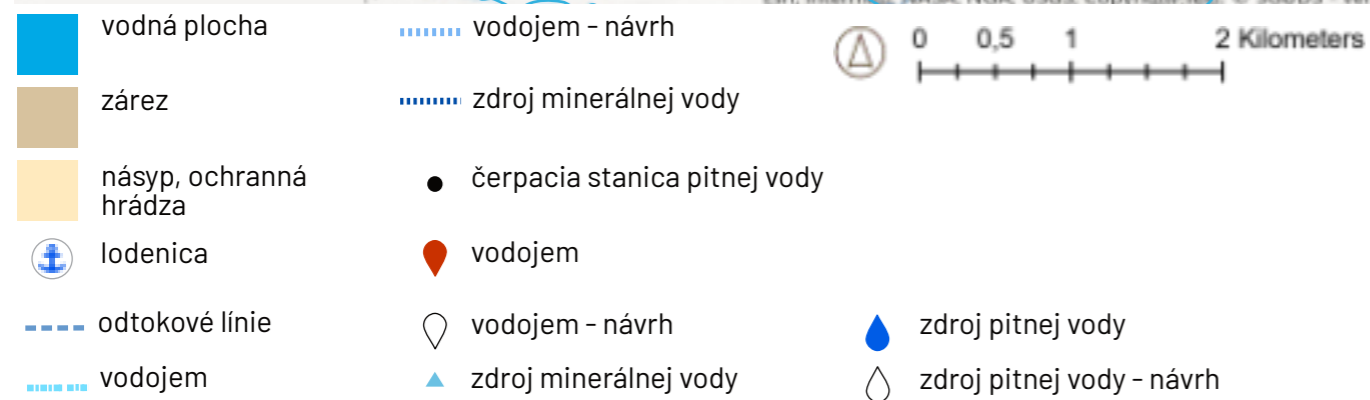 vodná plocha
zárez
násyp, ochranná
hrádza
lodenica
odtokové línie
vodojem
vodojem - návrh
zdroj minerálnej vody
čerpacia stanica pitnej vody
vodojem
vodojem - návrh
zdroj minerálnej vody
0 0,5 1 2 Kilometers
zdroj pitnej vody
zdroj pitnej vody - návrh